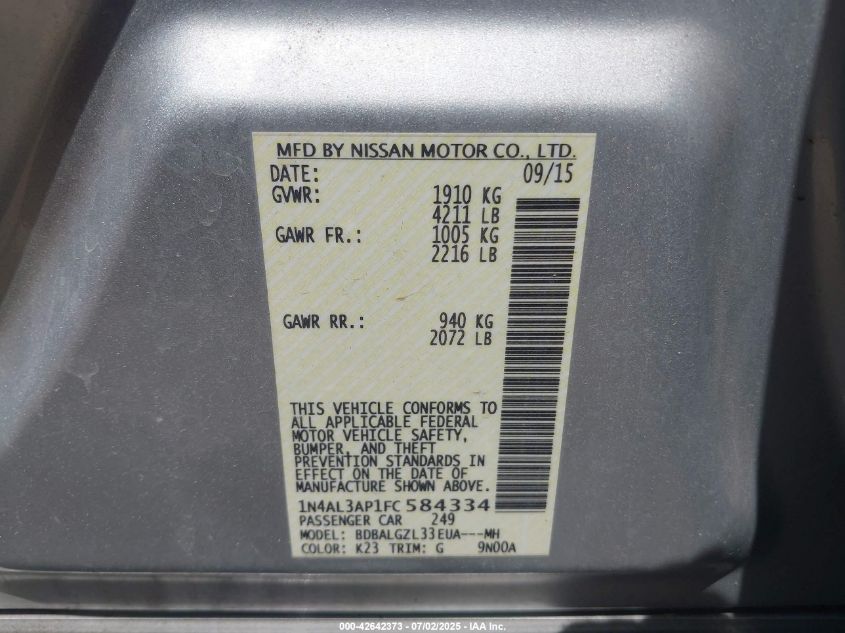 MFD BY NISSAN MOTOR CO., LTD.
DATE: 09/15
GVWR: 1910 KG
4211 LB
GAWR FR.: 1005 KG
2216 LB
GAWR RR.: 940 KG
2072 LB
THIS VEHICLE CONFORMS TO
ALL APPLICABLE FEDERAL
MOTOR VEHICLE SAFETY,
BUMPER, AND THEFT
PREVENTION STANDARDS IN
EFFECT ON THE DATE OF
MANUFACTURE SHOWN ABOVE.
1N4AL3AP1FC584334
PASSENGER CAR 249
MODEL: BDBALGZL33EUA---MH
COLOR: K23 TRIM: G 9N00A
000-42642373 - 07/02/2025 - IAA Inc.